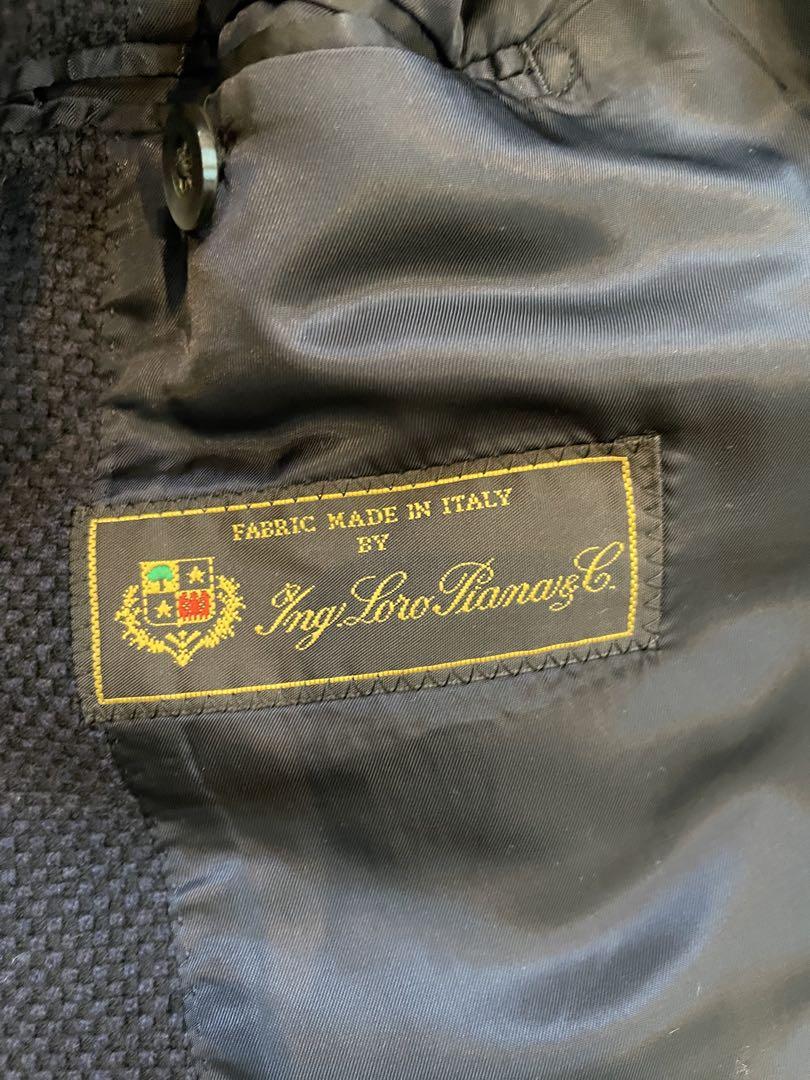 FABRIC MADE IN ITALY
BY
Ing. Loro Piana & C.